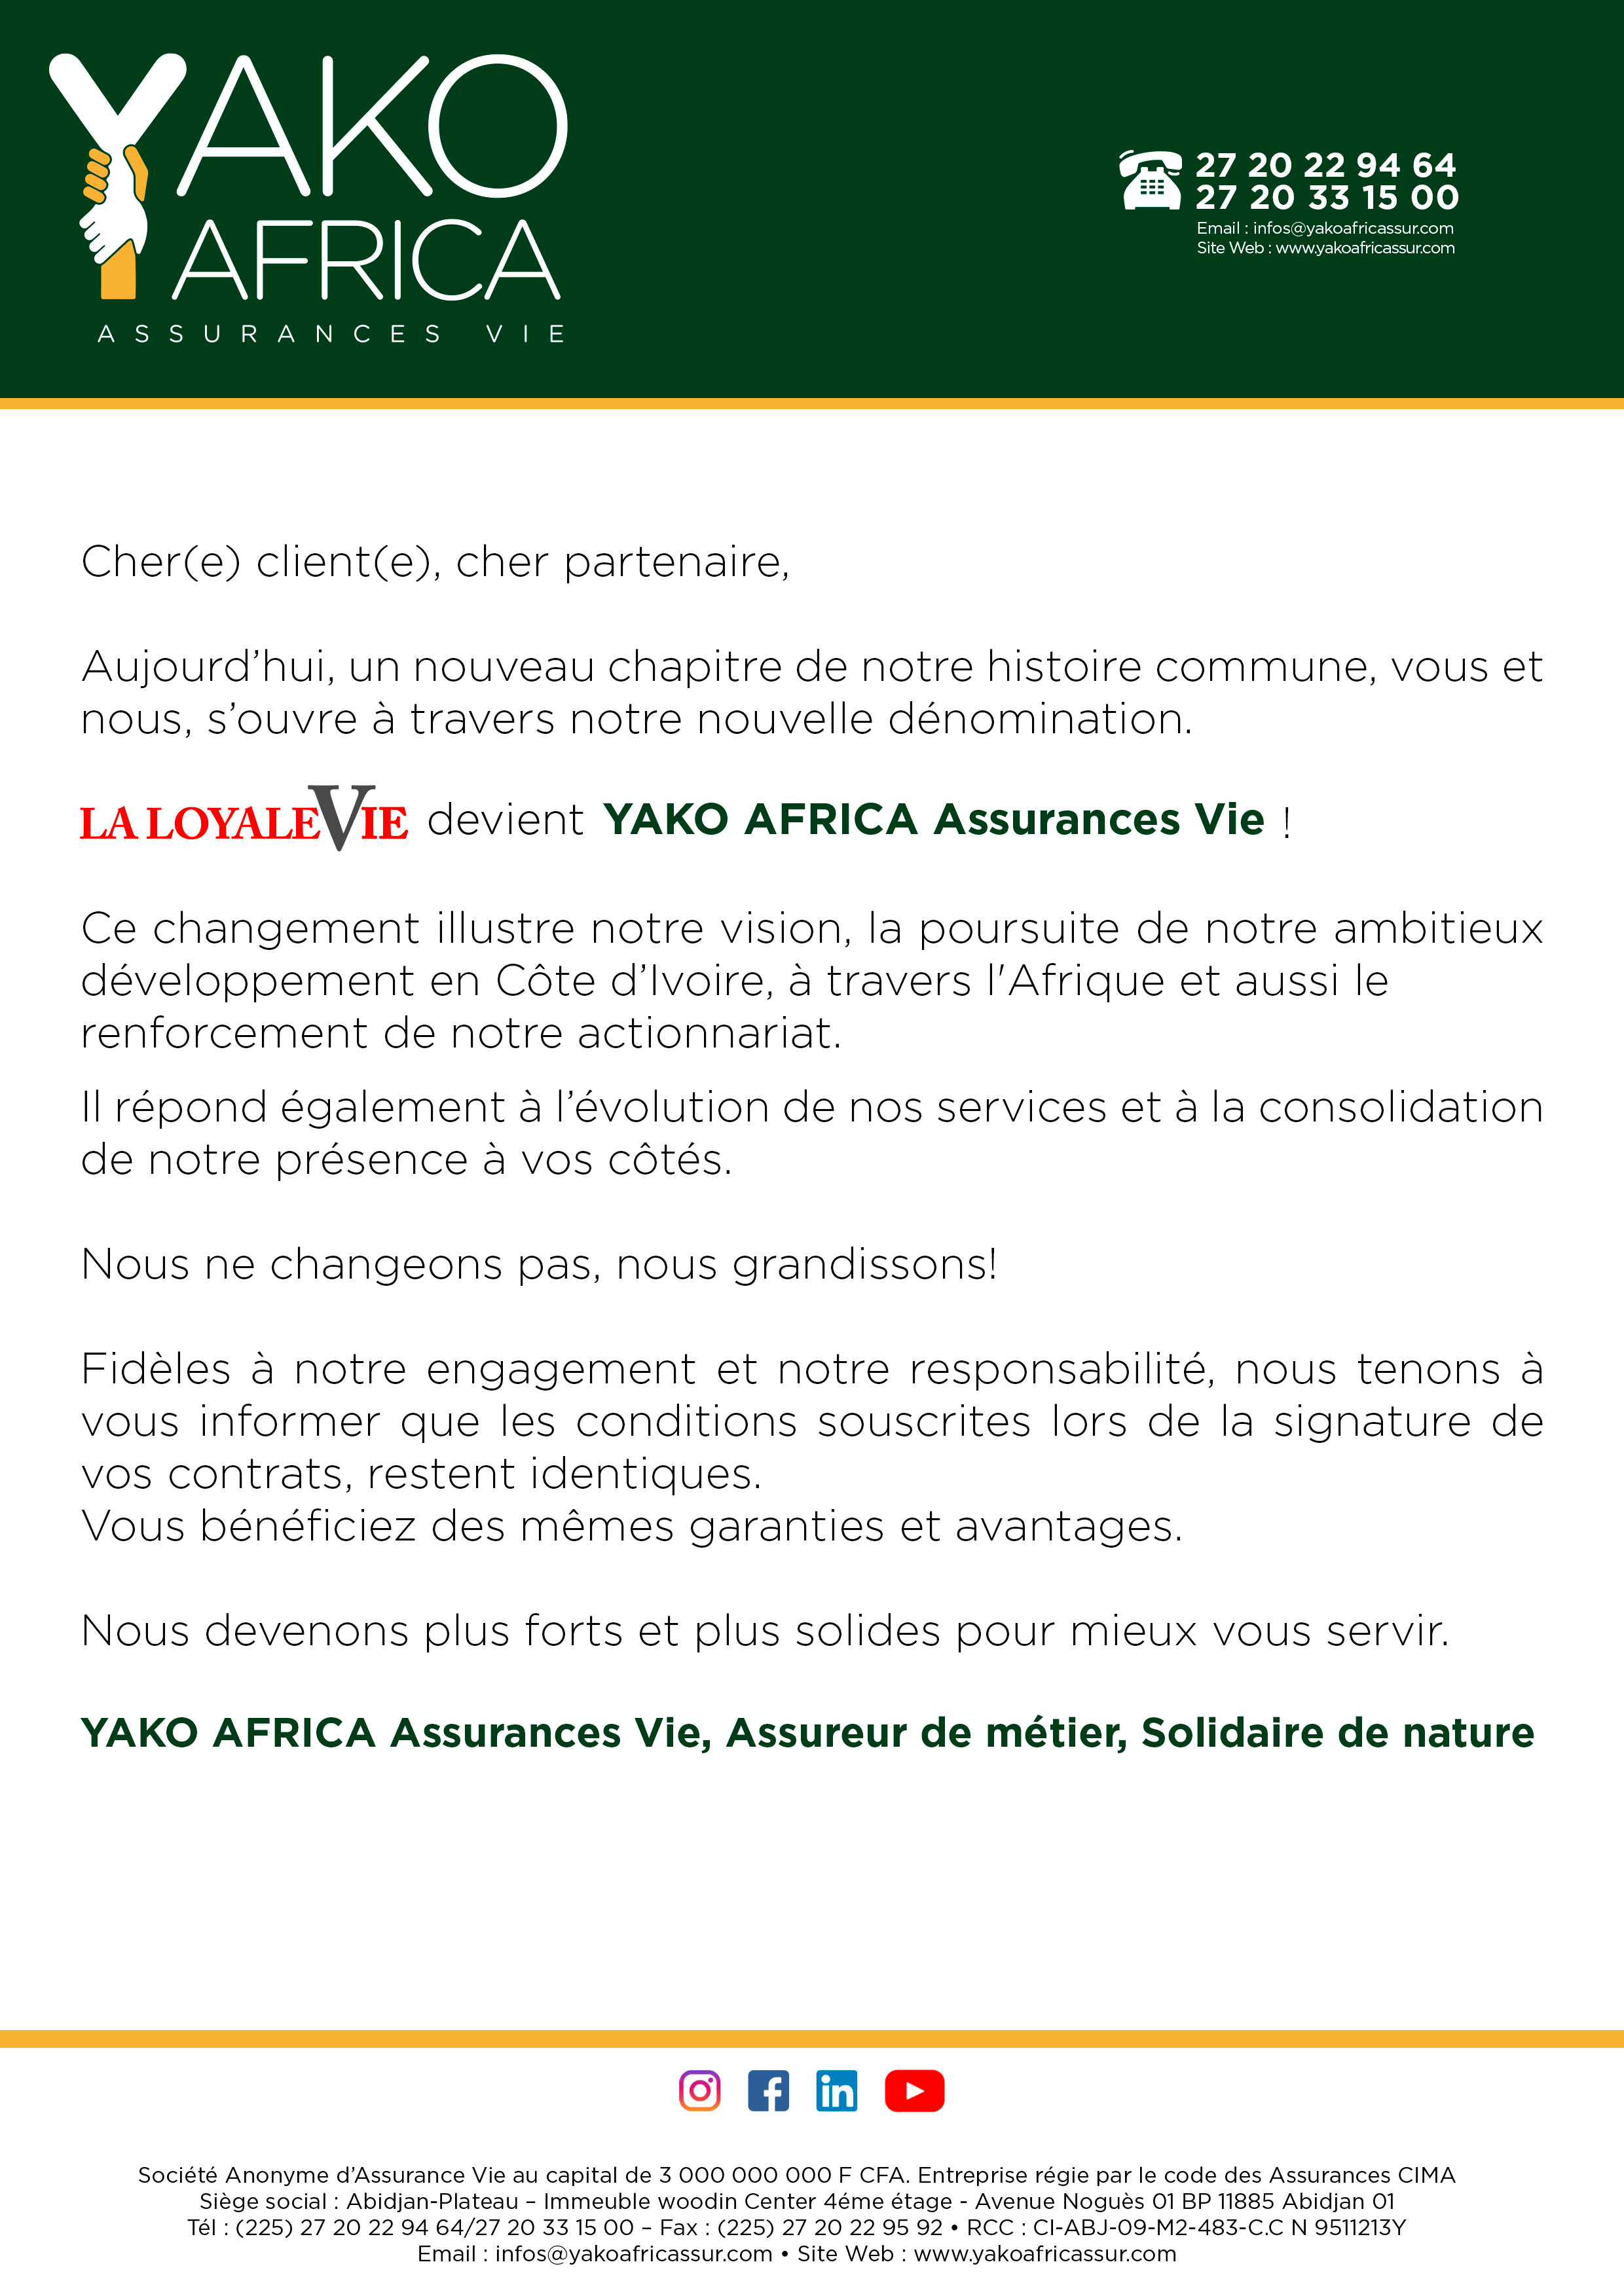 YAKO
AFRICA
ASSURANCES VIE
27 20 22 94 64
27 20 33 15 00
Email : infos@yakoafricassur.com
Site Web : www.yakoafricassur.com
Cher(e) client(e), cher partenaire,
Aujourd’hui, un nouveau chapitre de notre histoire commune, vous et
nous, s’ouvre à travers notre nouvelle dénomination.
LA LOYALE VIE devient YAKO AFRICA Assurances Vie !
Ce changement illustre notre vision, la poursuite de notre ambitieux
développement en Côte d’Ivoire, à travers l'Afrique et aussi le
renforcement de notre actionnariat.
Il répond également à l’évolution de nos services et à la consolidation
de notre présence à vos côtés.
Nous ne changeons pas, nous grandissons!
Fidèles à notre engagement et notre responsabilité, nous tenons à
vous informer que les conditions souscrites lors de la signature de
vos contrats, restent identiques.
Vous bénéficiez des mêmes garanties et avantages.
Nous devenons plus forts et plus solides pour mieux vous servir.
YAKO AFRICA Assurances Vie, Assureur de métier, Solidaire de nature
Société Anonyme d’Assurance Vie au capital de 3 000 000 000 F CFA. Entreprise régie par le code des Assurances CIMA
Siège social : Abidjan-Plateau – Immeuble woodin Center 4éme étage - Avenue Noguès 01 BP 11885 Abidjan 01
Tél : (225) 27 20 22 94 64/27 20 33 15 00 – Fax : (225) 27 20 22 95 92 • RCC : CI-ABJ-09-M2-483-C.C N 9511213Y
Email : infos@yakoafricassur.com • Site Web : www.yakoafricassur.com